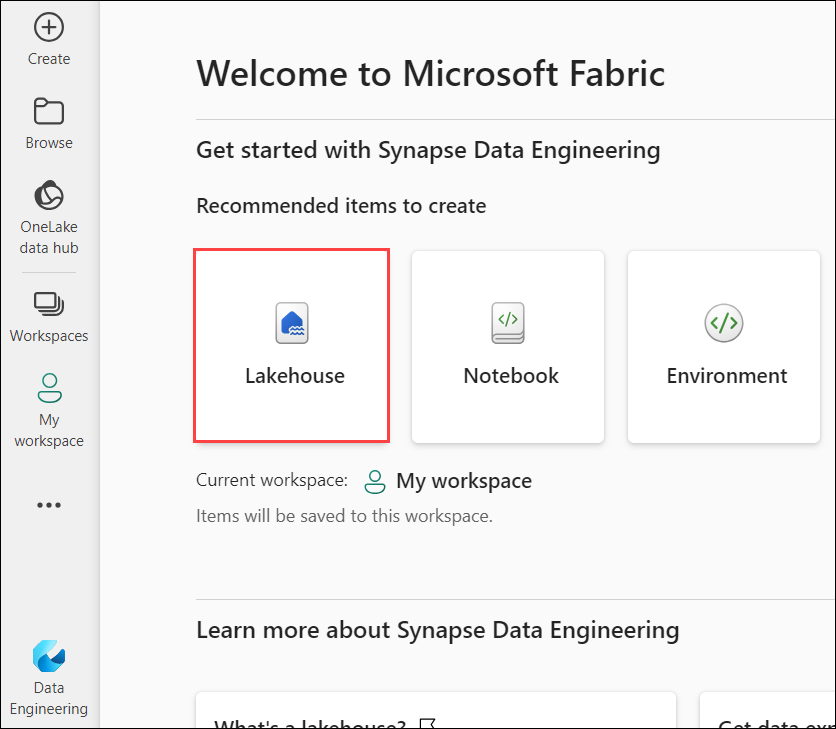 Create
Browse
OneLake
data hub
Workspaces
My
workspace
Data
Engineering
Welcome to Microsoft Fabric
Get started with Synapse Data Engineering
Recommended items to create
Lakehouse
Notebook
Environment
Current workspace: My workspace
Items will be saved to this workspace.
Learn more about Synapse Data Engineering
What's a lakehouse?
Get data